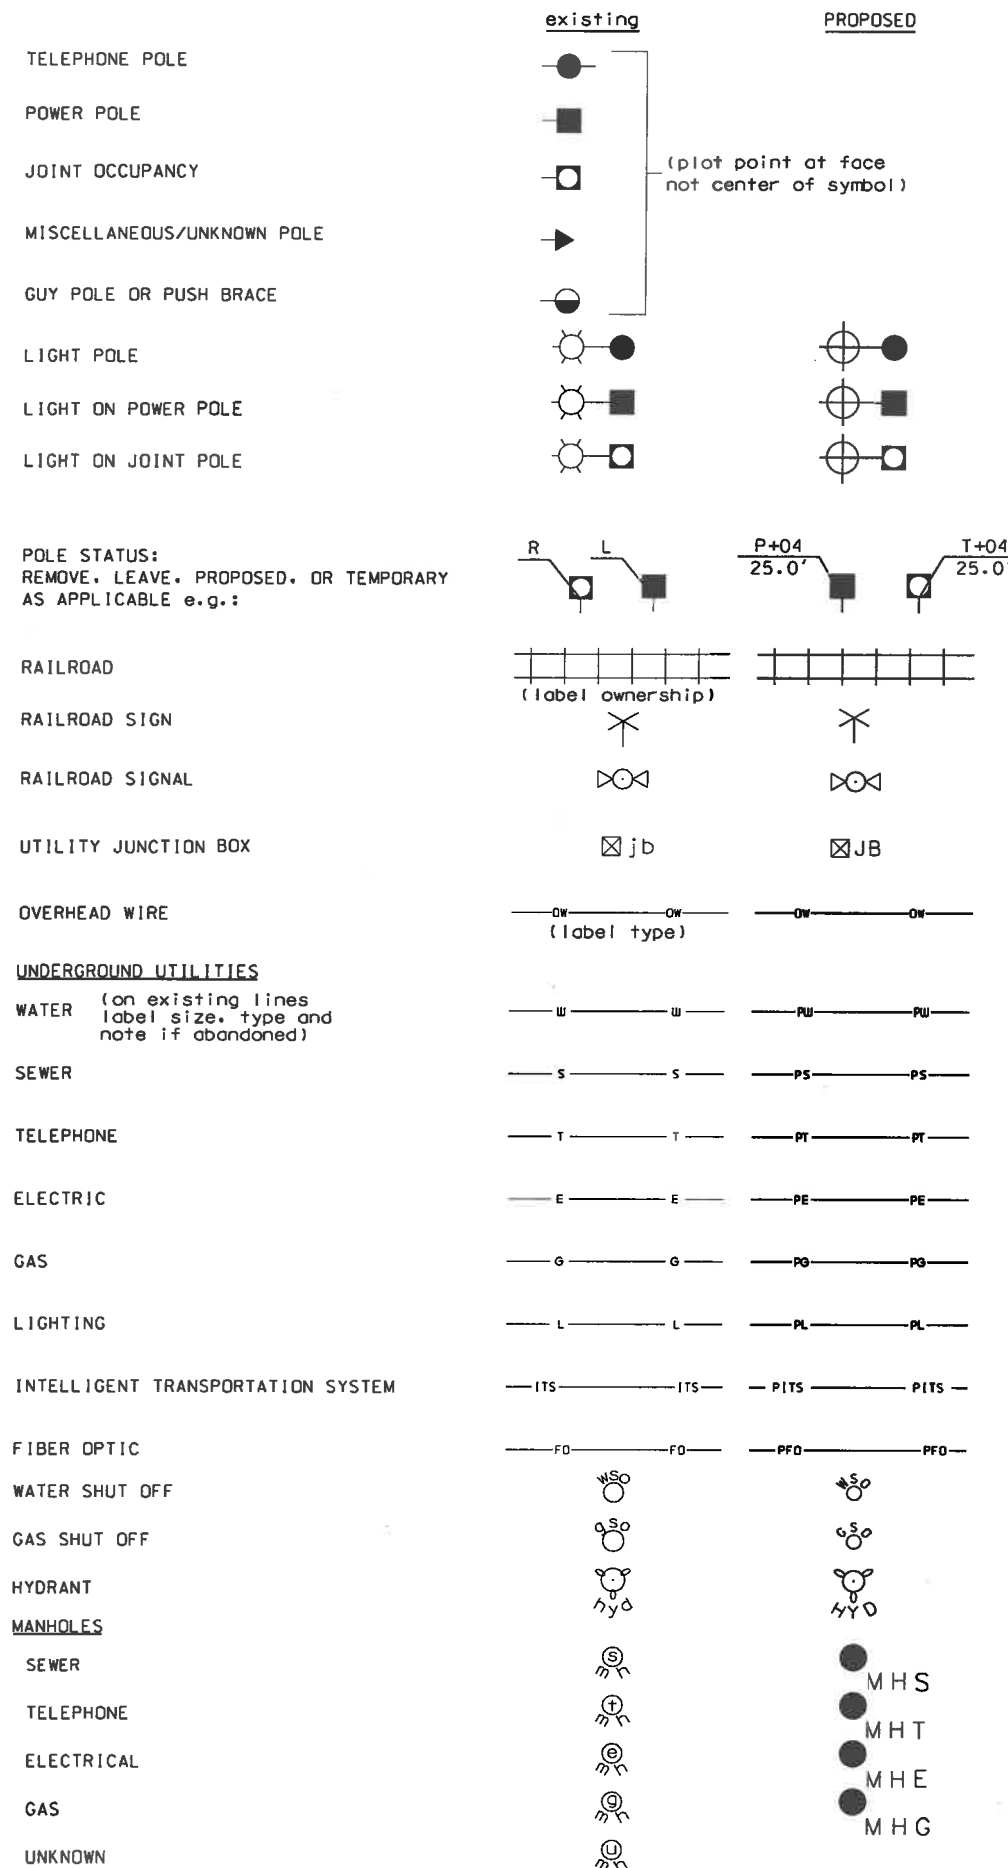 existing PROPOSED
TELEPHONE POLE
POWER POLE
JOINT OCCUPANCY
(plot point at face
not center of symbol)
MISCELLANEOUS/UNKNOWN POLE
GUY POLE OR PUSH BRACE
LIGHT POLE
LIGHT ON POWER POLE
LIGHT ON JOINT POLE
POLE STATUS:
REMOVE, LEAVE, PROPOSED, OR TEMPORARY
AS APPLICABLE e.g.:
R L P+04 25.0' T+04 25.0'
RAILROAD
(label ownership)
RAILROAD SIGN
RAILROAD SIGNAL
UTILITY JUNCTION BOX jb JB
OVERHEAD WIRE OW OW OW OW
(label type)
UNDERGROUND UTILITIES
WATER (on existing lines
label size, type and
note if abandoned)
W W PW PW
SEWER S S PS PS
TELEPHONE T T PT PT
ELECTRIC E E PE PE
GAS G G PG PG
LIGHTING L L PL PL
INTELLIGENT TRANSPORTATION SYSTEM ITS ITS PITS PITS
FIBER OPTIC FO FO PFO PFO
WATER SHUT OFF wso WSO
GAS SHUT OFF gso GSO
HYDRANT hyd HYD
MANHOLES
SEWER s mh MHS
TELEPHONE t mh MHT
ELECTRICAL e mh MHE
GAS g mh MHG
UNKNOWN u mh